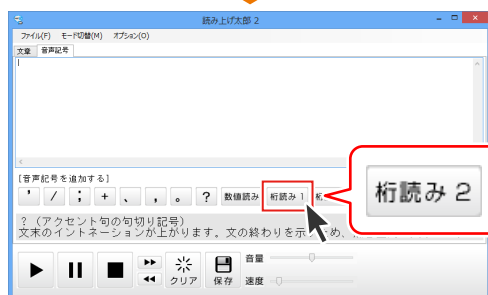 読み上げ太郎 2
ファイル(F) モード切替(M) オプション(O)
文章 音声記号
[音声記号を追加する]
' / ; + 、 , 。 ? 数値読み 桁読み 1
桁読み 2
? (アクセント句の句切り記号)
文末のイントネーションが上がります。文の終わりを示
音量
クリア 保存 速度